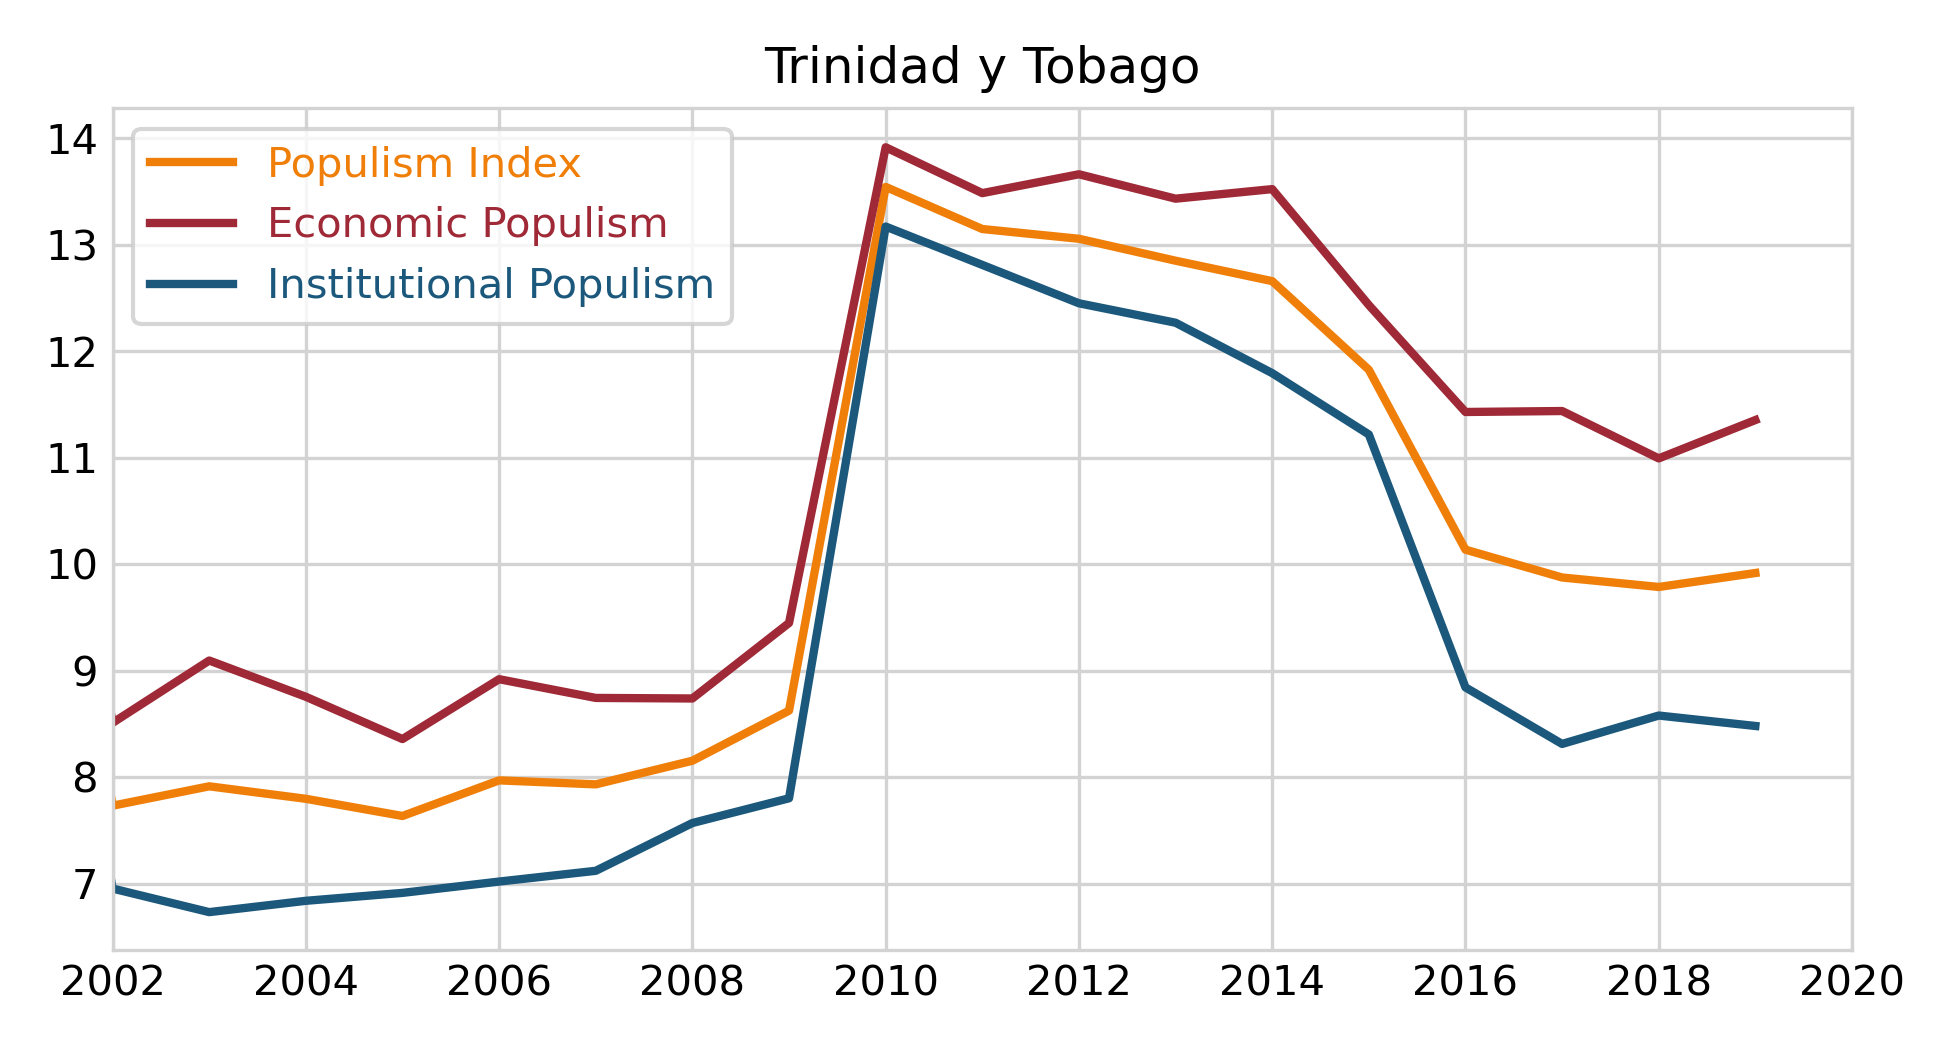 Trinidad y Tobago
14
13
12
11
10
9
8
7
Populism Index
Economic Populism
Institutional Populism
2002 2004 2006 2008 2010 2012 2014 2016 2018 2020